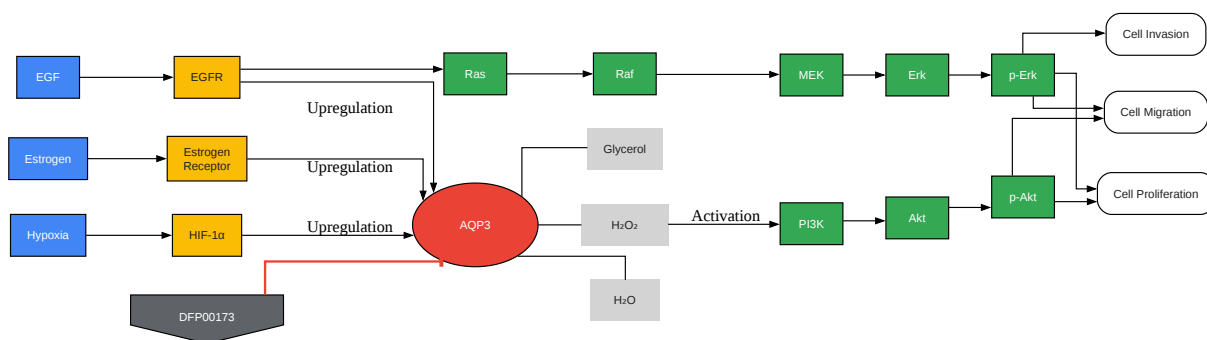 Cell Invasion
EGF
EGFR
Ras
Raf
MEK
Erk
p-Erk
Upregulation
Cell Migration
Estrogen
Estrogen
Receptor
Upregulation
Glycerol
Cell Proliferation
p-Akt
Hypoxia
HIF-1α
Upregulation
AQP3
H₂O₂
Activation
PI3K
Akt
H₂O
DFP00173